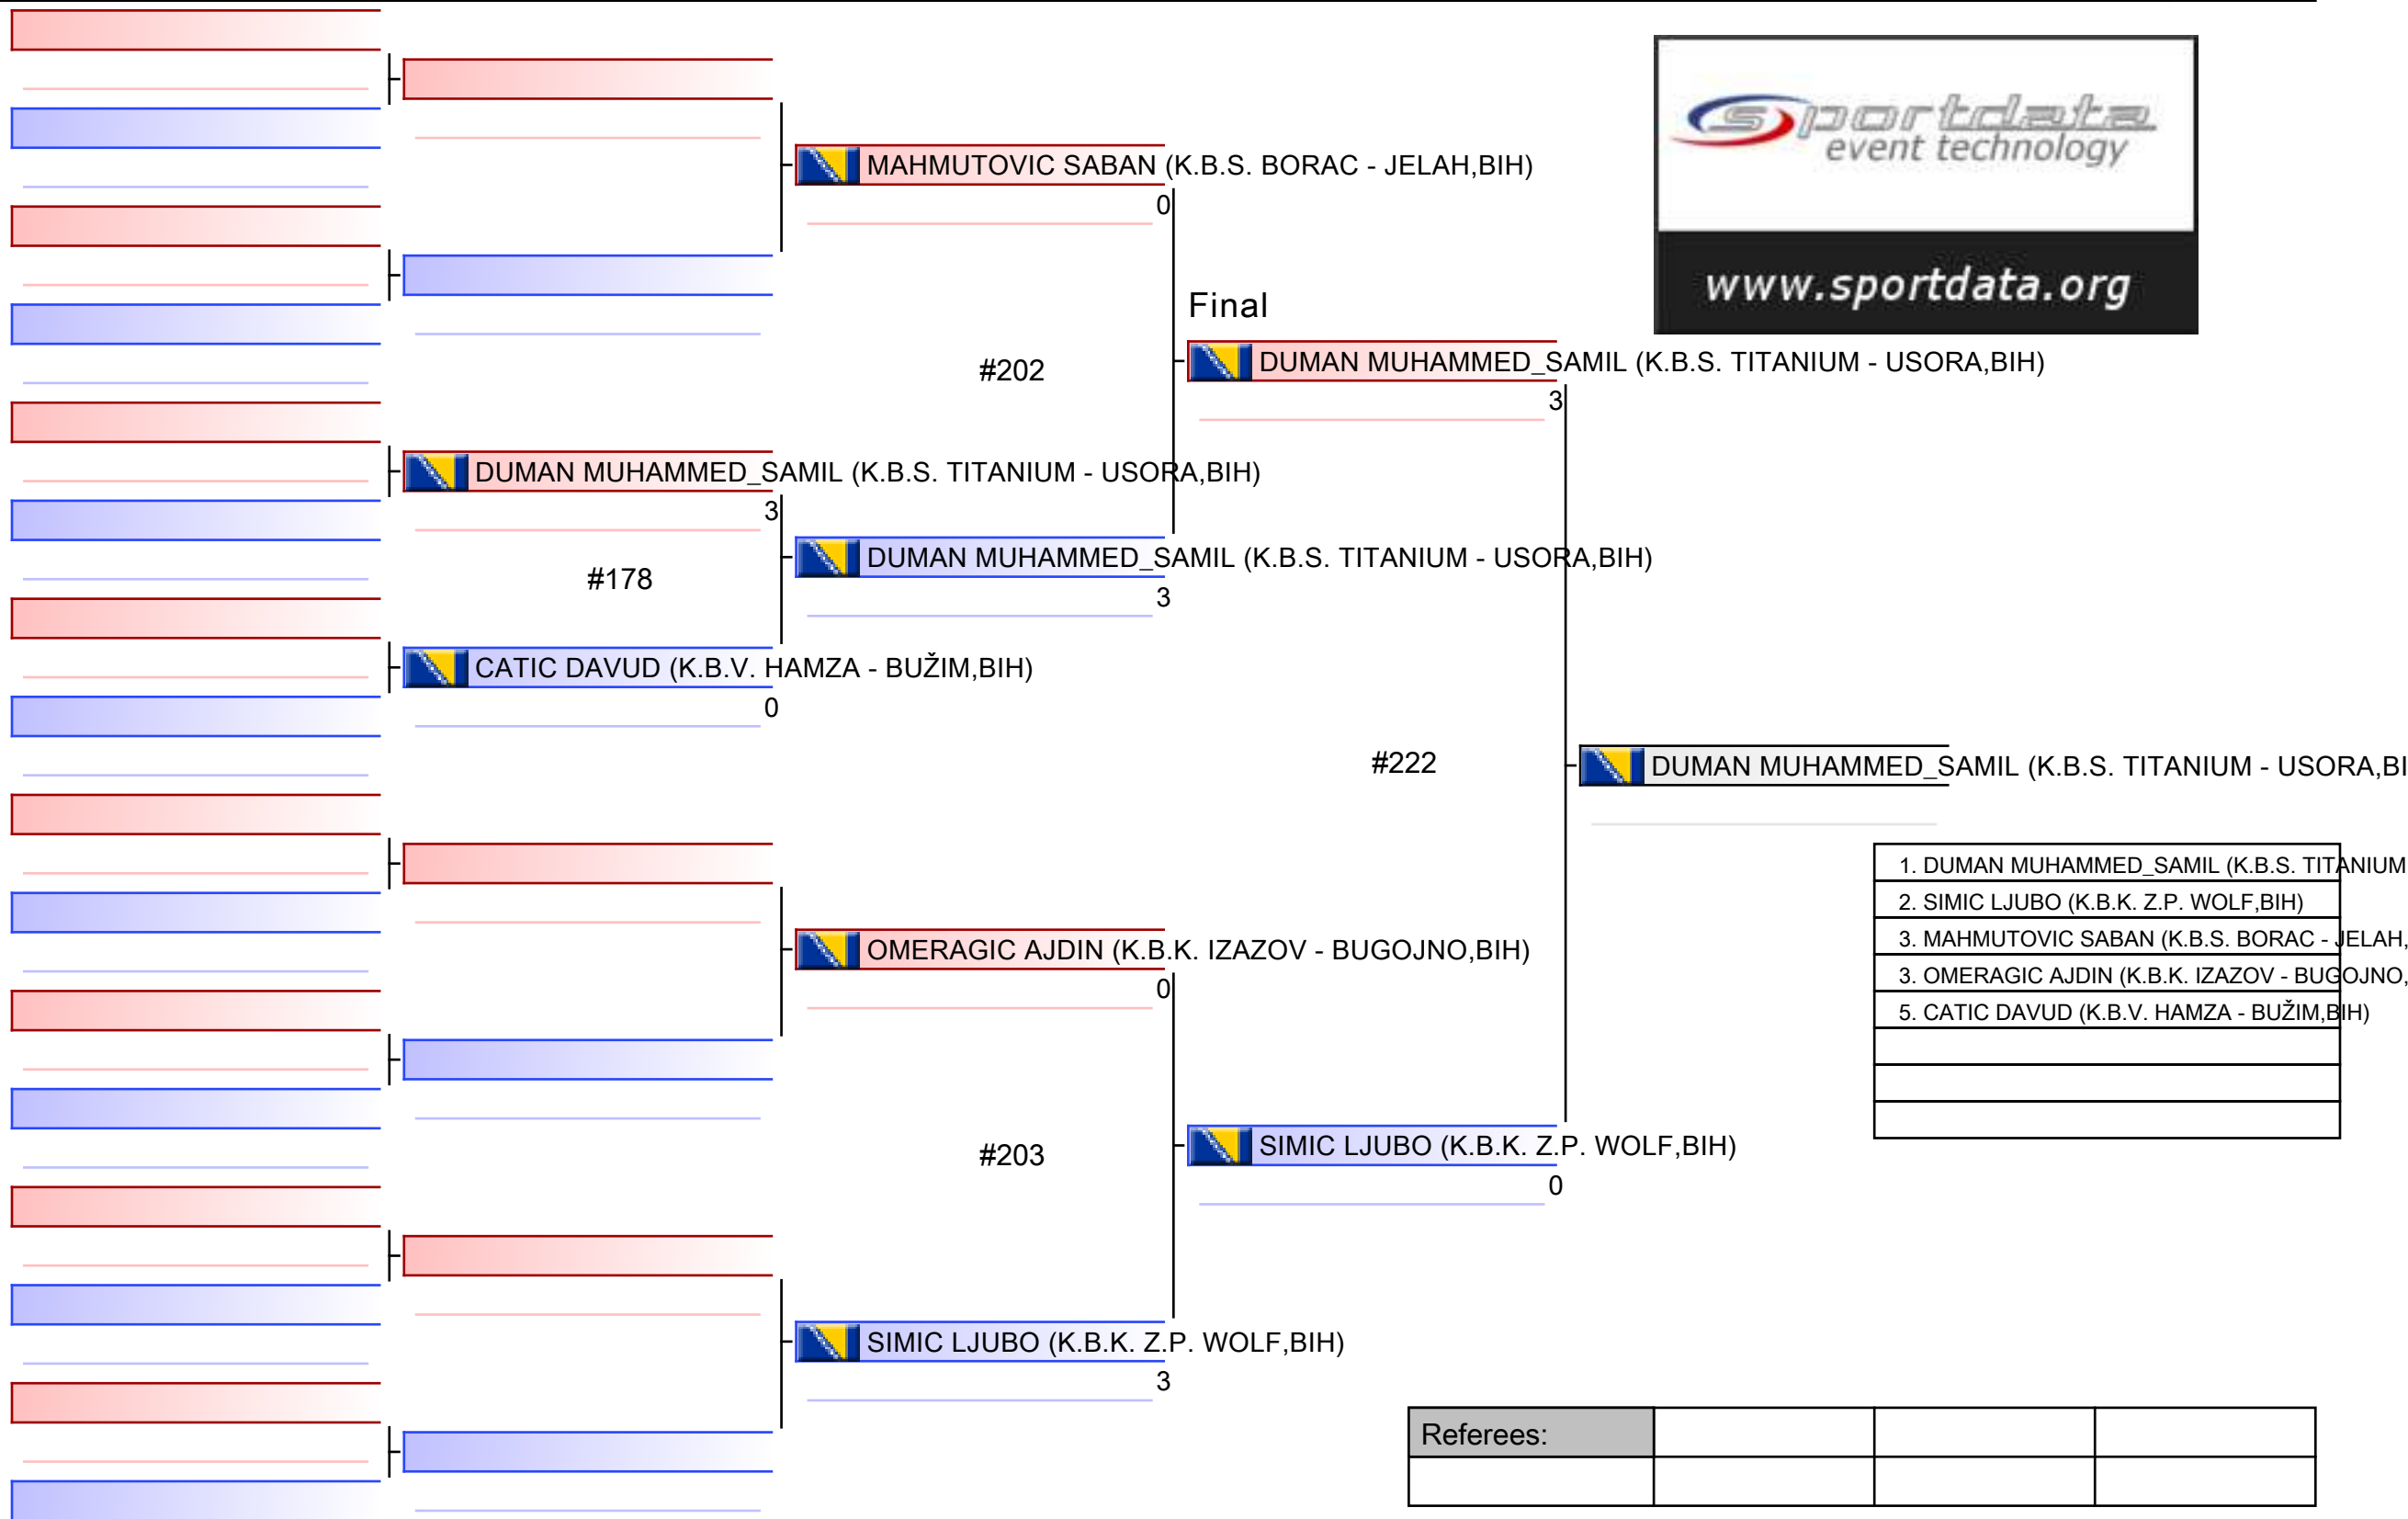 sportdata
event technology
www.sportdata.org
MAHMUTOVIC SABAN (K.B.S. BORAC - JELAH,BIH)
0
Final
#202
DUMAN MUHAMMED_SAMIL (K.B.S. TITANIUM - USORA,BIH)
3
DUMAN MUHAMMED_SAMIL (K.B.S. TITANIUM - USORA,BIH)
3
#178
DUMAN MUHAMMED_SAMIL (K.B.S. TITANIUM - USORA,BIH)
3
CATIC DAVUD (K.B.V. HAMZA - BUŽIM,BIH)
0
#222
DUMAN MUHAMMED_SAMIL (K.B.S. TITANIUM - USORA,BI
1. DUMAN MUHAMMED_SAMIL (K.B.S. TITANIUM
2. SIMIC LJUBO (K.B.K. Z.P. WOLF,BIH)
3. MAHMUTOVIC SABAN (K.B.S. BORAC - JELAH,
3. OMERAGIC AJDIN (K.B.K. IZAZOV - BUGOJNO,
5. CATIC DAVUD (K.B.V. HAMZA - BUŽIM,BIH)
OMERAGIC AJDIN (K.B.K. IZAZOV - BUGOJNO,BIH)
0
#203
SIMIC LJUBO (K.B.K. Z.P. WOLF,BIH)
0
SIMIC LJUBO (K.B.K. Z.P. WOLF,BIH)
3
Referees: